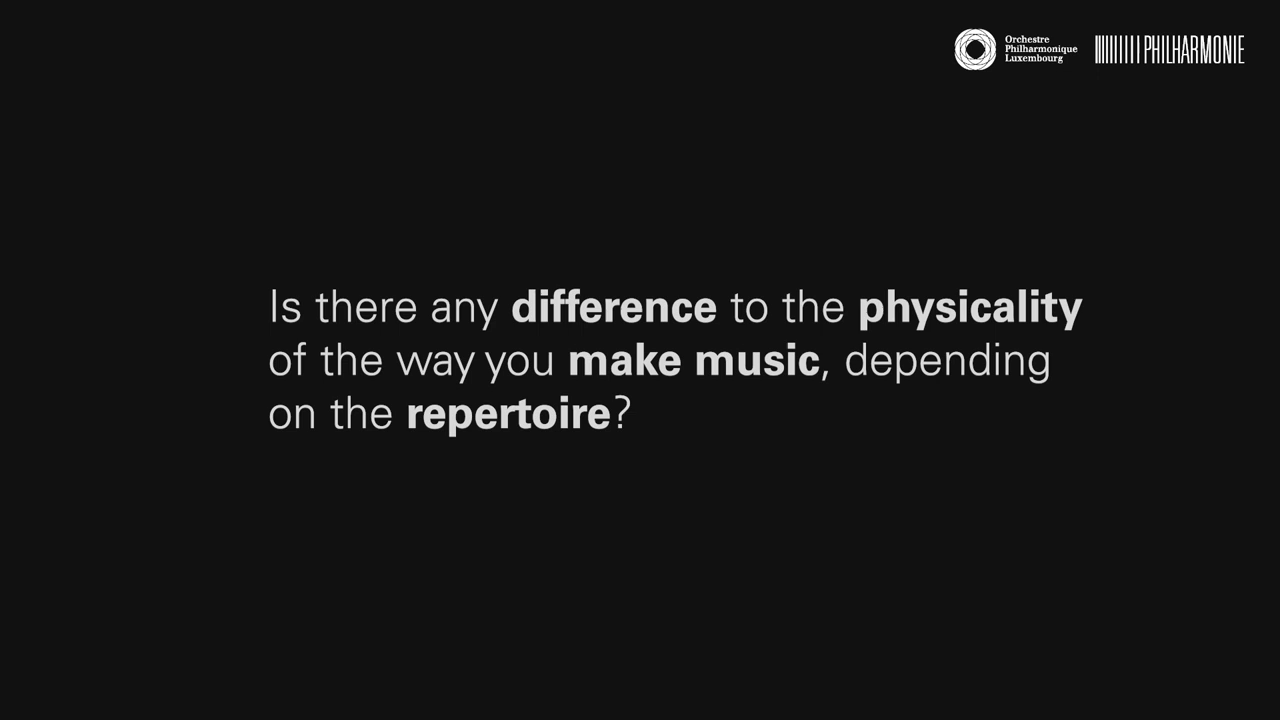 Orchestre
Philharmonique
Luxembourg
PHILHARMONIE
Is there any difference to the physicality
of the way you make music, depending
on the repertoire?